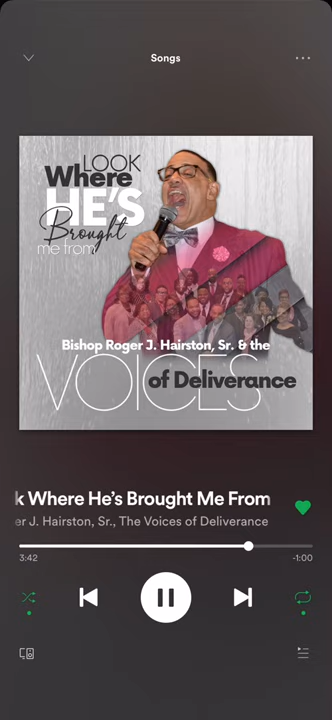 Songs
LOOK
Where
HE'S
Brought
me from
Bishop Roger J. Hairston, Sr. & the
VOICES
of Deliverance
k Where He's Brought Me From
er J. Hairston, Sr., The Voices of Deliverance
3:42
-1:00